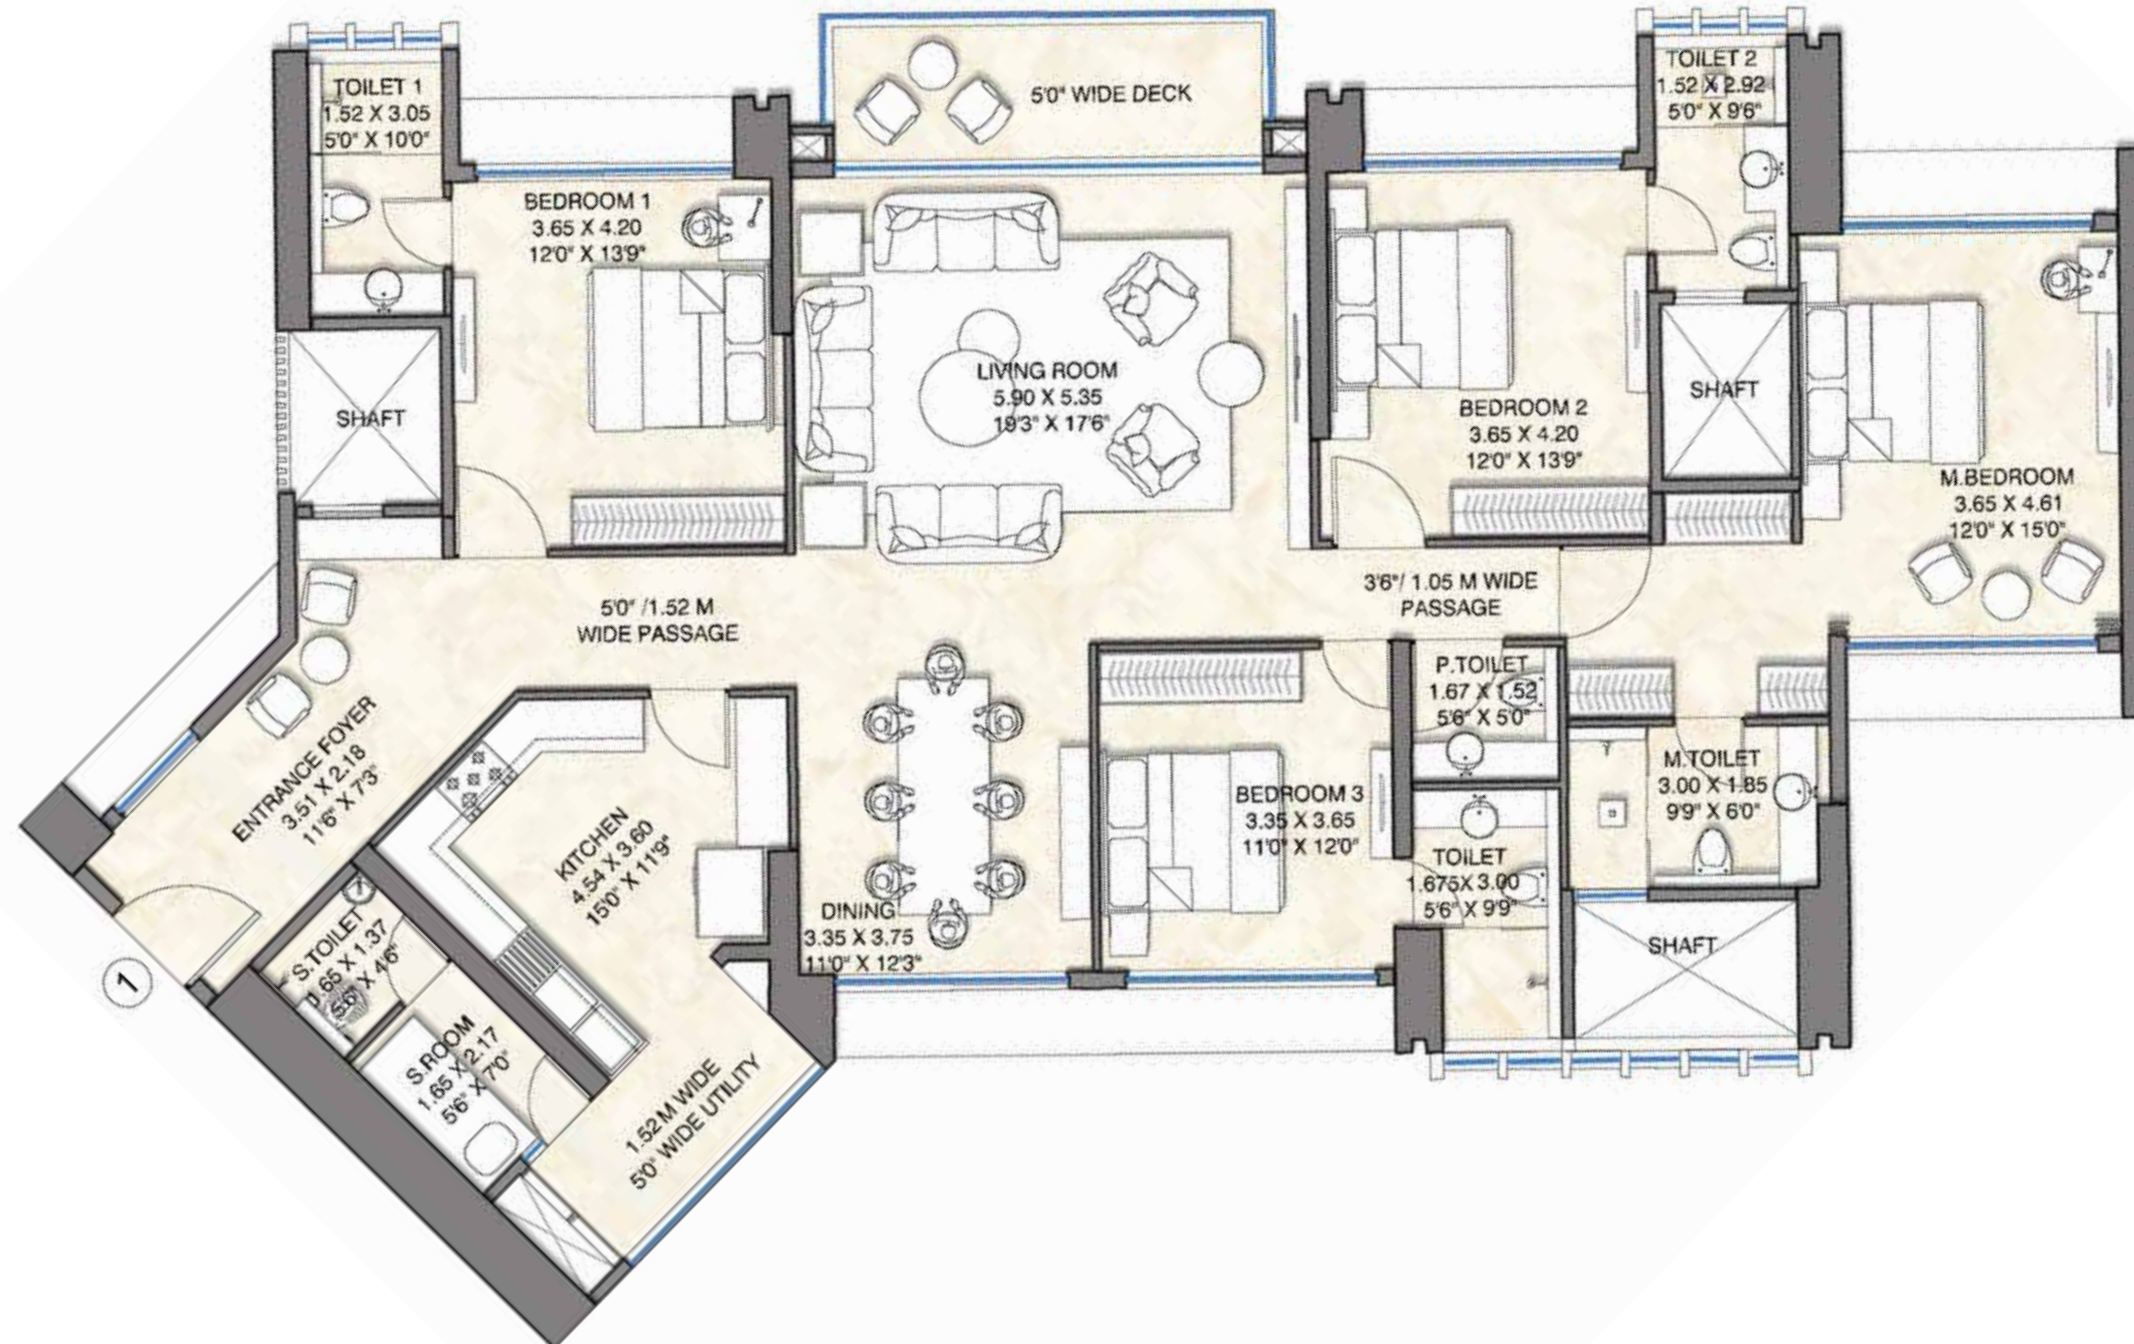 TOILET 1
1.52 X 3.05
5'0" X 10'0"
5'0" WIDE DECK
TOILET 2
1.52 X 2.92
5'0" X 9'6"
BEDROOM 1
3.65 X 4.20
12'0" X 13'9"
LIVING ROOM
5.90 X 5.35
19'3" X 17'6"
SHAFT
BEDROOM 2
3.65 X 4.20
12'0" X 13'9"
SHAFT
M.BEDROOM
3.65 X 4.61
12'0" X 15'0"
5'0" /1.52 M
WIDE PASSAGE
3'6"/ 1.05 M WIDE
PASSAGE
ENTRANCE FOYER
3.51 X 2.18
11'6" X 7'3"
KITCHEN
4.54 X 3.60
15'0" X 11'9"
P.TOILET
1.67 X 1.52
5'6" X 5'0"
M.TOILET
3.00 X 1.85
9'9" X 6'0"
BEDROOM 3
3.35 X 3.65
11'0" X 12'0"
TOILET
1.675X 3.00
5'6" X 9'9"
DINING
3.35 X 3.75
11'0" X 12'3"
SHAFT
1
S.TOILET
1.65 X 1.37
5'6" X 4'6"
S.ROOM
1.65 X 2.17
5'6" X 7'0"
1.52 M WIDE
5'0" WIDE UTILITY